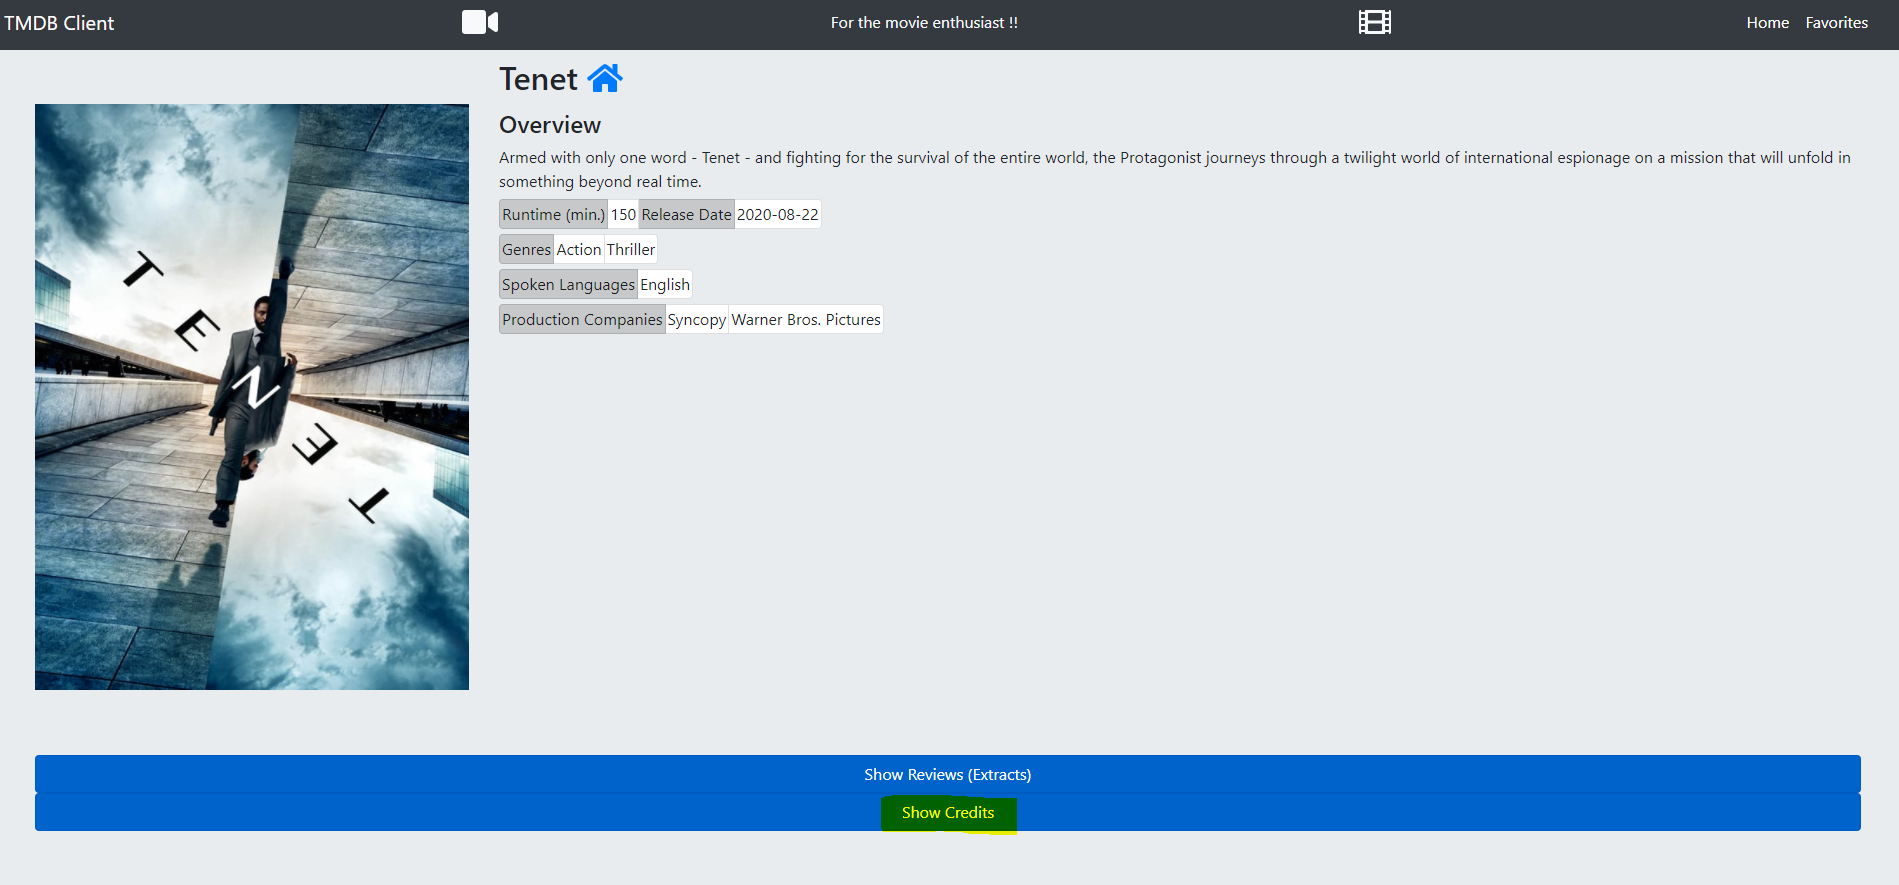 TMDB Client
For the movie enthusiast !!
Home Favorites
Tenet
Overview
Armed with only one word - Tenet - and fighting for the survival of the entire world, the Protagonist journeys through a twilight world of international espionage on a mission that will unfold in
something beyond real time.
Runtime (min.) 150 Release Date 2020-08-22
Genres Action Thriller
Spoken Languages English
Production Companies Syncopy Warner Bros. Pictures
TENET
Show Reviews (Extracts)
Show Credits